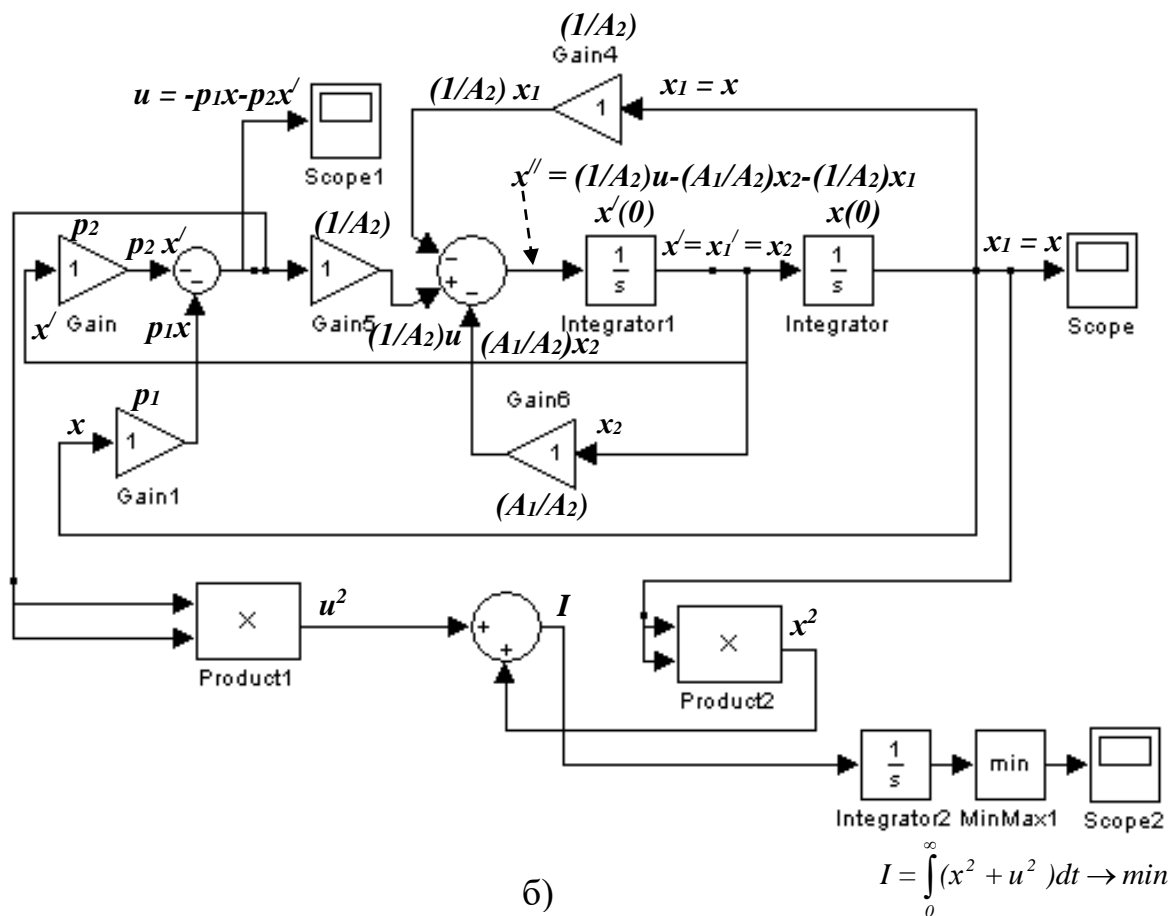 (1/A₂)
Gain4
1
(1/A₂) x₁
x₁ = x
u = -p₁x-p₂x/
Scope1
x// = (1/A₂)u-(A₁/A₂)x₂-(1/A₂)x₁
p₂
1
x/
Gain
p₂ x/
-
-
p₁x
(1/A₂)
1
Gain5
(1/A₂)u
-
+
-
(A₁/A₂)x₂
x/(0)
1
s
Integrator1
x/ = x₁/ = x₂
x(0)
1
s
Integrator
x₁ = x
Scope
p₁
x
1
Gain1
Gain6
1
x₂
(A₁/A₂)
×
Product1
u²
+
+
I
×
Product2
x²
1
s
Integrator2
min
MinMax1
Scope2
I = ∫₀^∞ (x² + u² )dt → min
б)